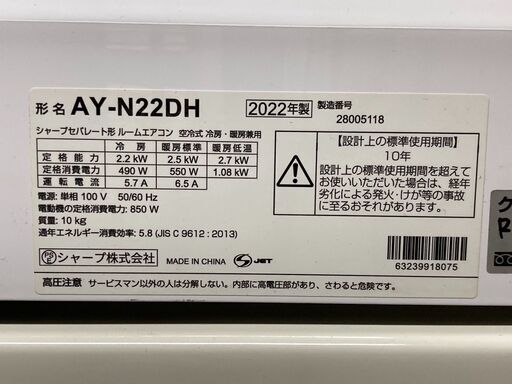 形名 AY-N22DH 2022年製 製造番号 28005118
シャープセパレート形 ルームエアコン 空冷式 冷房・暖房兼用
冷房 暖房 暖房低温
定格能力 2.2 kW 2.5 kW 2.7 kW
定格消費電力 490 W 550 W 1.08 kW
運転電流 5.7 A 6.5 A
電源: 単相 100 V 50/60 Hz
電動機の定格消費電力: 850 W
質量: 10 kg
通年エネルギー消費効率: 5.8 (JIS C 9612 : 2013)
PSE シャープ株式会社 MADE IN CHINA S JET
【設計上の標準使用期間】
10年
設計上の標準使用期間を超えて
お使いいただいた場合は、経年
劣化による発火・けが等の事故
に至るおそれがあります。
63239918075
高圧注意 サービスマン以外の人は分解しないで。内部に高電圧部があり、さわると危険です。